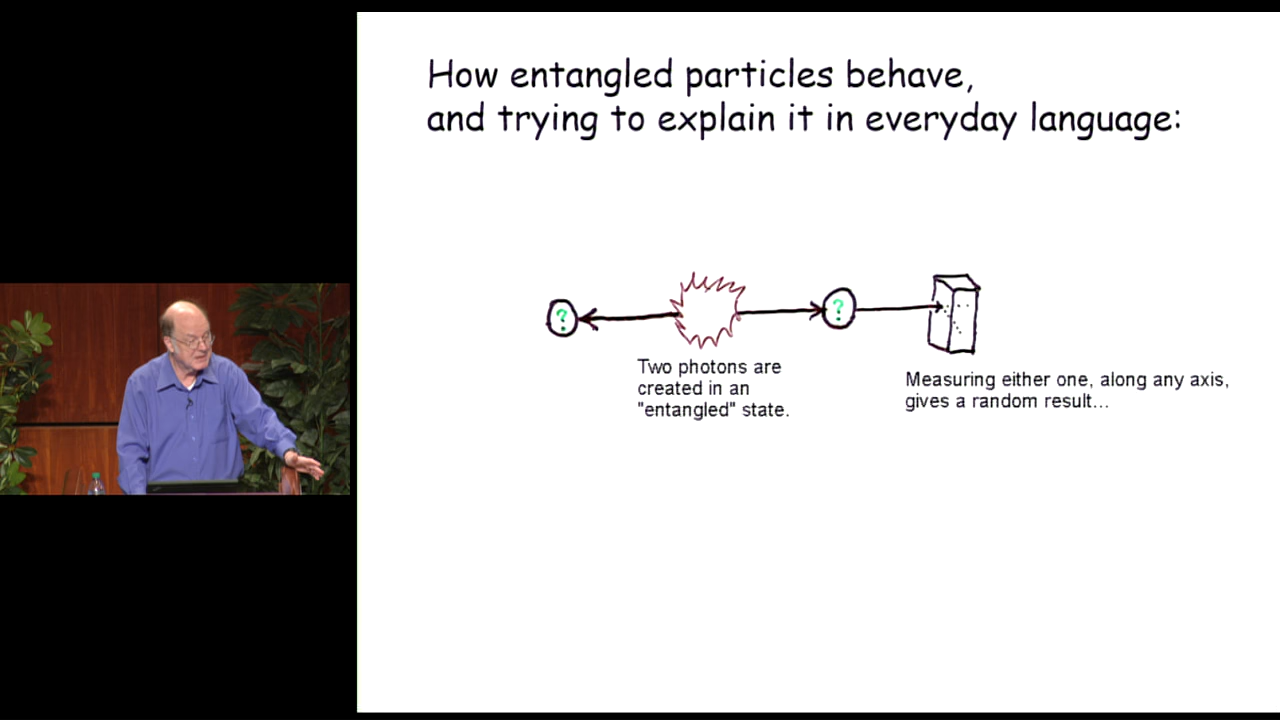 How entangled particles behave,
and trying to explain it in everyday language:
?
?
Two photons are
created in an
"entangled" state.
Measuring either one, along any axis,
gives a random result...